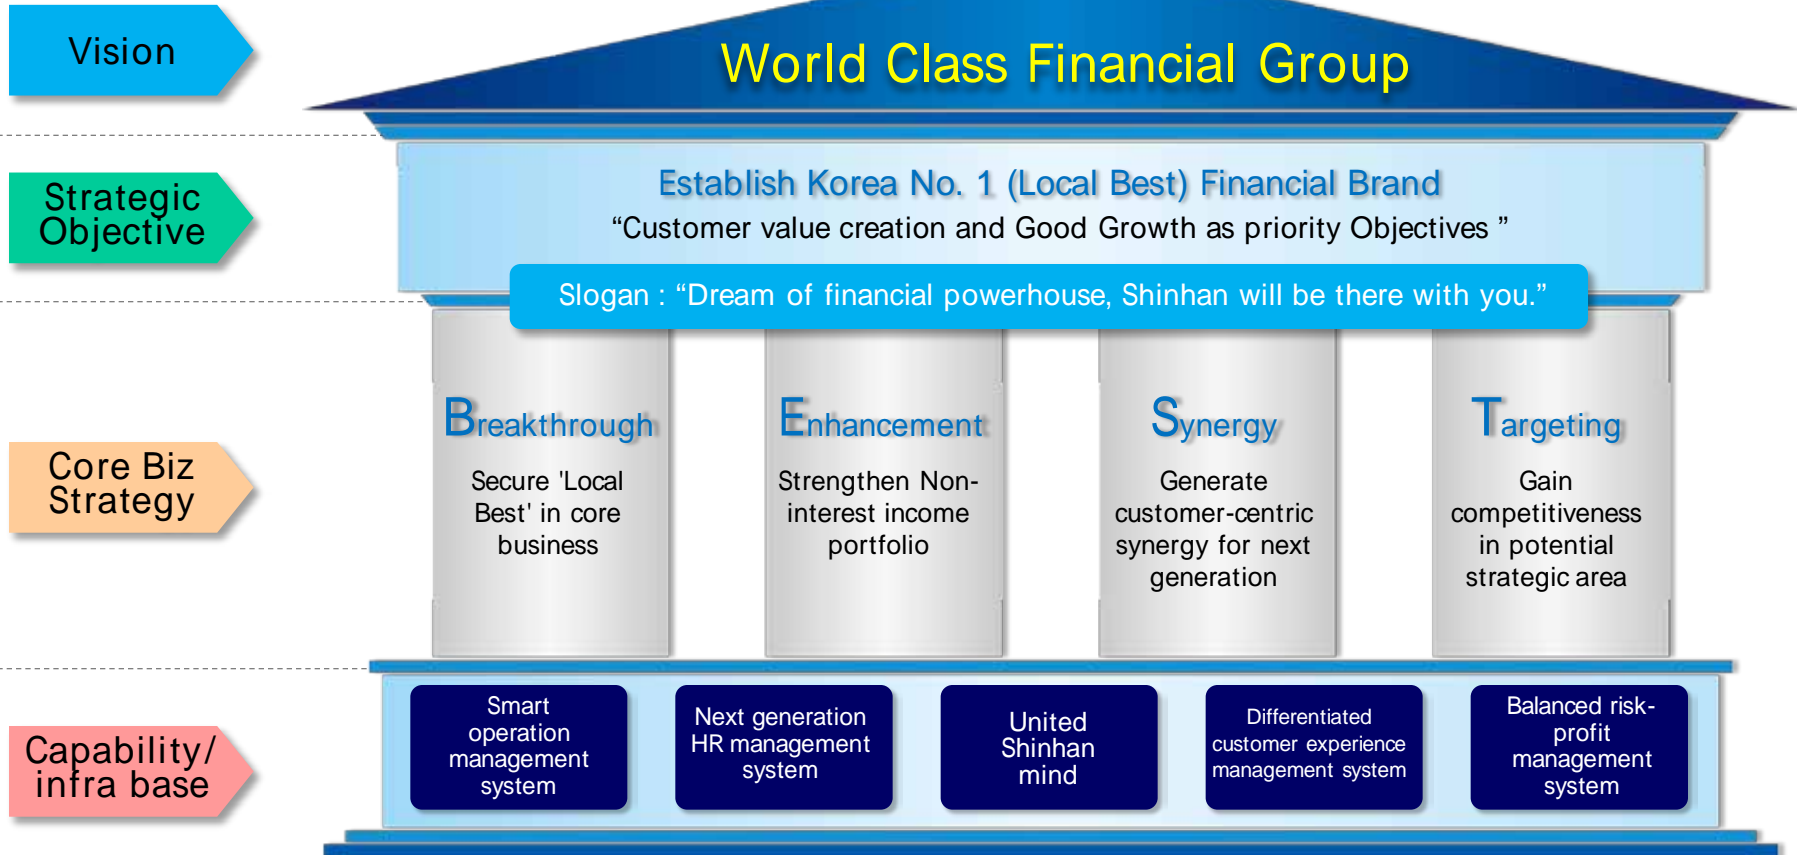 Vision
World Class Financial Group
Strategic
Objective
Establish Korea No. 1 (Local Best) Financial Brand
“Customer value creation and Good Growth as priority Objectives ”
Slogan : “Dream of financial powerhouse, Shinhan will be there with you.”
Core Biz
Strategy
Breakthrough
Secure 'Local
Best' in core
business
Enhancement
Strengthen Non-
interest income
portfolio
Synergy
Generate
customer-centric
synergy for next
generation
Targeting
Gain
competitiveness
in potential
strategic area
Capability/
infra base
Smart
operation
management
system
Next generation
HR management
system
United
Shinhan
mind
Differentiated
customer experience
management system
Balanced risk-
profit
management
system